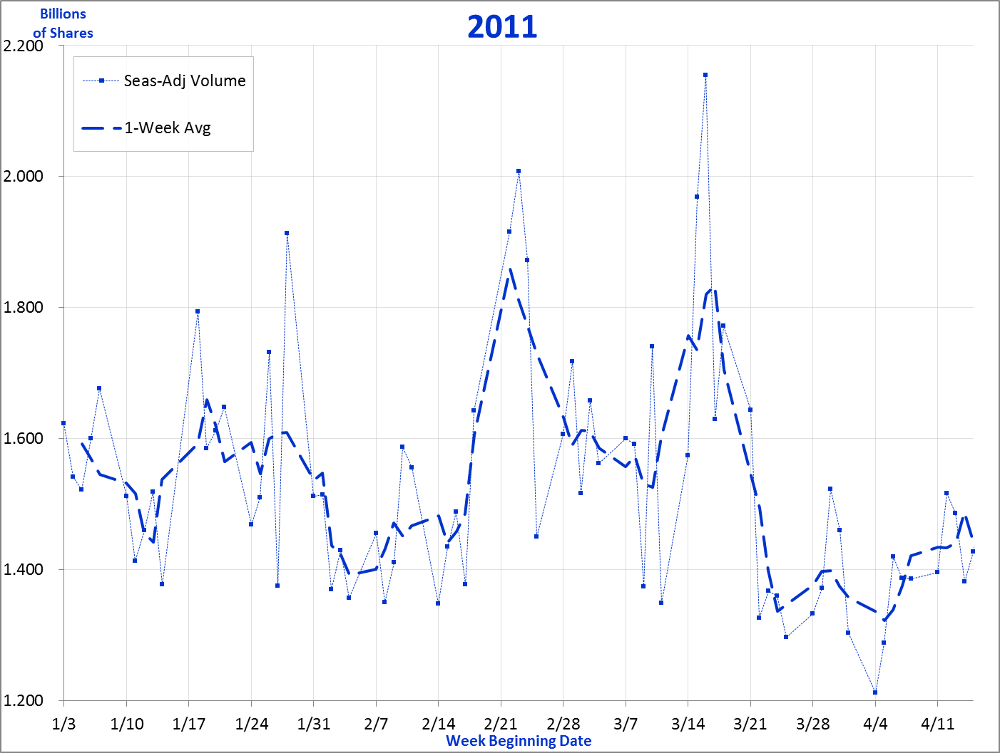 Billions
of Shares
2011
2.200
Seas-Adj Volume
1-Week Avg
2.000
1.800
1.600
1.400
1.200
1/3 1/10 1/17 1/24 1/31 2/7 2/14 2/21 2/28 3/7 3/14 3/21 3/28 4/4 4/11
Week Beginning Date